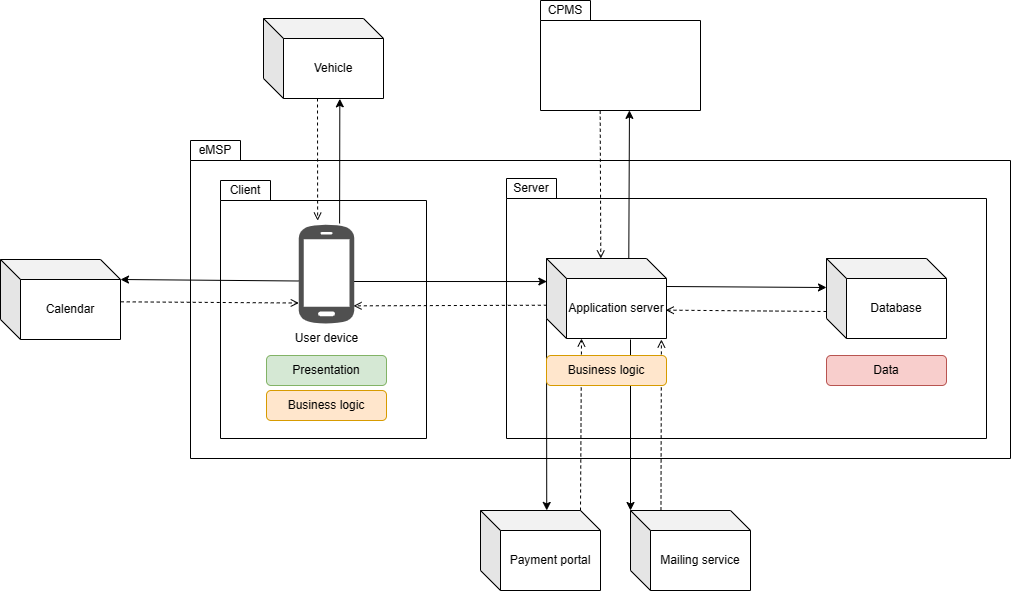 CPMS
Vehicle
eMSP
Client
Server
Calendar
User device
Application server
Database
Presentation
Business logic
Business logic
Data
Payment portal
Mailing service